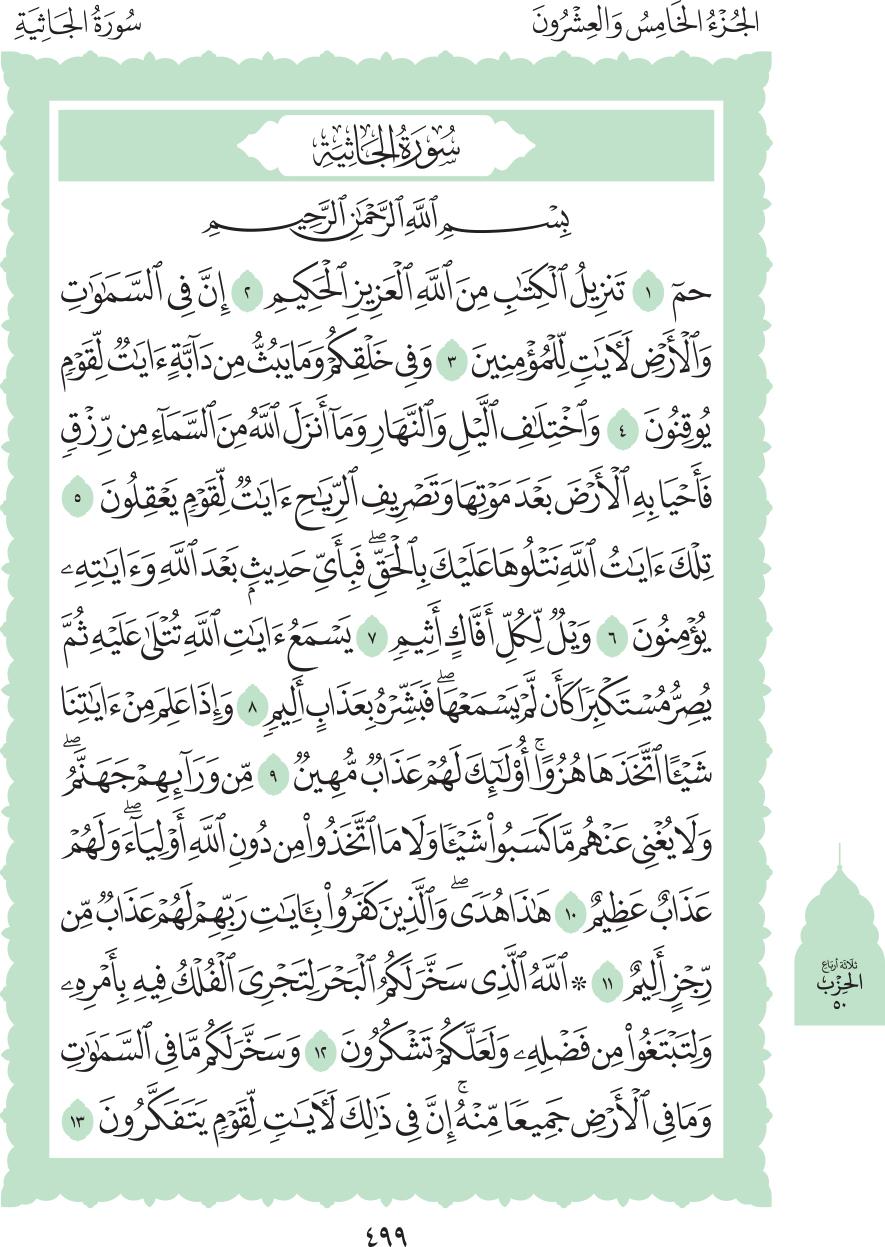 الجُزْءُ الخَامِسُ وَالعِشْرُونَ
سُورَةُ الجَاثِيَةِ
سُورَةُ الجَاثِيَةِ
بِسْمِ ٱللَّهِ ٱلرَّحْمَٰنِ ٱلرَّحِيمِ
حمٓ ١ تَنزِيلُ ٱلْكِتَٰبِ مِنَ ٱللَّهِ ٱلْعَزِيزِ ٱلْحَكِيمِ ٢ إِنَّ فِى ٱلسَّمَٰوَٰتِ
وَٱلْأَرْضِ لَءَايَٰتٍ لِّلْمُؤْمِنِينَ ٣ وَفِى خَلْقِكُمْ وَمَا يَبُثُّ مِن دَآبَّةٍ ءَايَٰتٌ لِّقَوْمٍ
يُوقِنُونَ ٤ وَٱخْتِلَٰفِ ٱلَّيْلِ وَٱلنَّهَارِ وَمَآ أَنزَلَ ٱللَّهُ مِنَ ٱلسَّمَآءِ مِن رِّزْقٍ
فَأَحْيَا بِهِ ٱلْأَرْضَ بَعْدَ مَوْتِهَا وَتَصْرِيفِ ٱلرِّيَٰحِ ءَايَٰتٌ لِّقَوْمٍ يَعْقِلُونَ ٥
تِلْكَ ءَايَٰتُ ٱللَّهِ نَتْلُوهَا عَلَيْكَ بِٱلْحَقِّ ۖ فَبِأَىِّ حَدِيثٍۭ بَعْدَ ٱللَّهِ وَءَايَٰتِهِۦ
يُؤْمِنُونَ ٦ وَيْلٌ لِّكُلِّ أَفَّاكٍ أَثِيمٍ ٧ يَسْمَعُ ءَايَٰتِ ٱللَّهِ تُتْلَىٰ عَلَيْهِ ثُمَّ
يُصِرُّ مُسْتَكْبِرًا كَأَن لَّمْ يَسْمَعْهَا ۖ فَبَشِّرْهُ بِعَذَابٍ أَلِيمٍ ٨ وَإِذَا عَلِمَ مِنْ ءَايَٰتِنَا
شَيْـًٔا ٱتَّخَذَهَا هُزُوًا ۚ أُو۟لَٰٓئِكَ لَهُمْ عَذَابٌ مُّهِينٌ ٩ مِّن وَرَآئِهِمْ جَهَنَّمُ ۖ
وَلَا يُغْنِى عَنْهُم مَّا كَسَبُوا۟ شَيْـًٔا وَلَا مَا ٱتَّخَذُوا۟ مِن دُونِ ٱللَّهِ أَوْلِيَآءَ ۖ وَلَهُمْ
عَذَابٌ عَظِيمٌ ١٠ هَٰذَا هُدًى ۖ وَٱلَّذِينَ كَفَرُوا۟ بِـَٔايَٰتِ رَبِّهِمْ لَهُمْ عَذَابٌ مِّن
رِّجْزٍ أَلِيمٌ ١١ ۞ ٱللَّهُ ٱلَّذِى سَخَّرَ لَكُمُ ٱلْبَحْرَ لِتَجْرِىَ ٱلْفُلْكُ فِيهِ بِأَمْرِهِۦ
وَلِتَبْتَغُوا۟ مِن فَضْلِهِۦ وَلَعَلَّكُمْ تَشْكُرُونَ ١٢ وَسَخَّرَ لَكُم مَّا فِى ٱلسَّمَٰوَٰتِ
وَمَا فِى ٱلْأَرْضِ جَمِيعًا مِّنْهُ ۚ إِنَّ فِى ذَٰلِكَ لَءَايَٰتٍ لِّقَوْمٍ يَتَفَكَّرُونَ ١٣
ثلاثة أرباع
الحِزْب
٥٠
٤٩٩